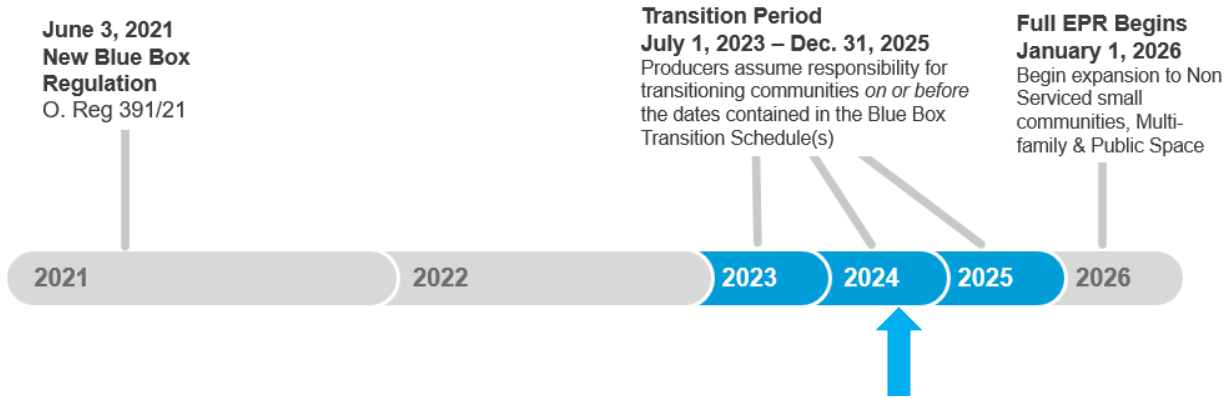 June 3, 2021
New Blue Box
Regulation
O. Reg 391/21
Transition Period
July 1, 2023 – Dec. 31, 2025
Producers assume responsibility for
transitioning communities on or before
the dates contained in the Blue Box
Transition Schedule(s)
Full EPR Begins
January 1, 2026
Begin expansion to Non
Serviced small
communities, Multi-
family & Public Space
2021
2022
2023
2024
2025
2026